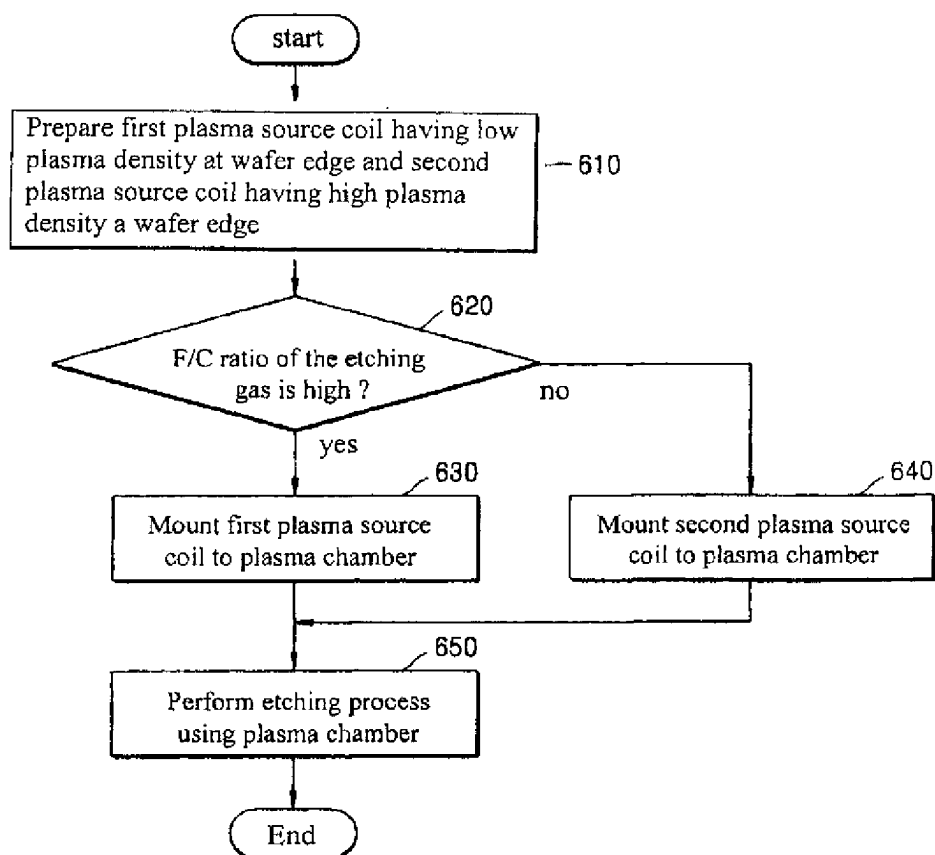 start
Prepare first plasma source coil having low
plasma density at wafer edge and second
plasma source coil having high plasma
density a wafer edge
610
620
F/C ratio of the etching
gas is high ?
no
yes
630
640
Mount first plasma source
coil to plasma chamber
Mount second plasma source
coil to plasma chamber
650
Perform etching process
using plasma chamber
End